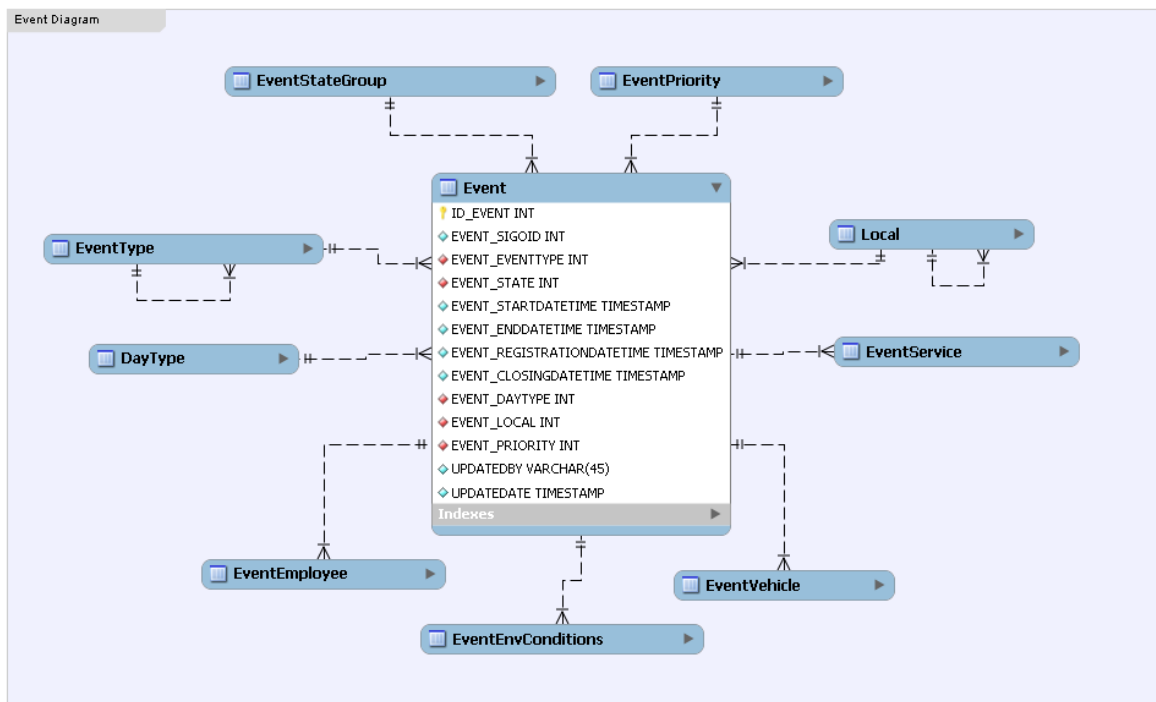 Event Diagram
EventStateGroup
EventPriority
Event
ID_EVENT INT
EVENT_SIGOID INT
EVENT_EVENTTYPE INT
EVENT_STATE INT
EVENT_STARTDATETIME TIMESTAMP
EVENT_ENDDATETIME TIMESTAMP
EVENT_REGISTRATIONDATETIME TIMESTAMP
EVENT_CLOSINGDATETIME TIMESTAMP
EVENT_DAYTYPE INT
EVENT_LOCAL INT
EVENT_PRIORITY INT
UPDATEDBY VARCHAR(45)
UPDATEDATE TIMESTAMP
Indexes
EventType
Local
DayType
EventService
EventEmployee
EventVehicle
EventEnvConditions